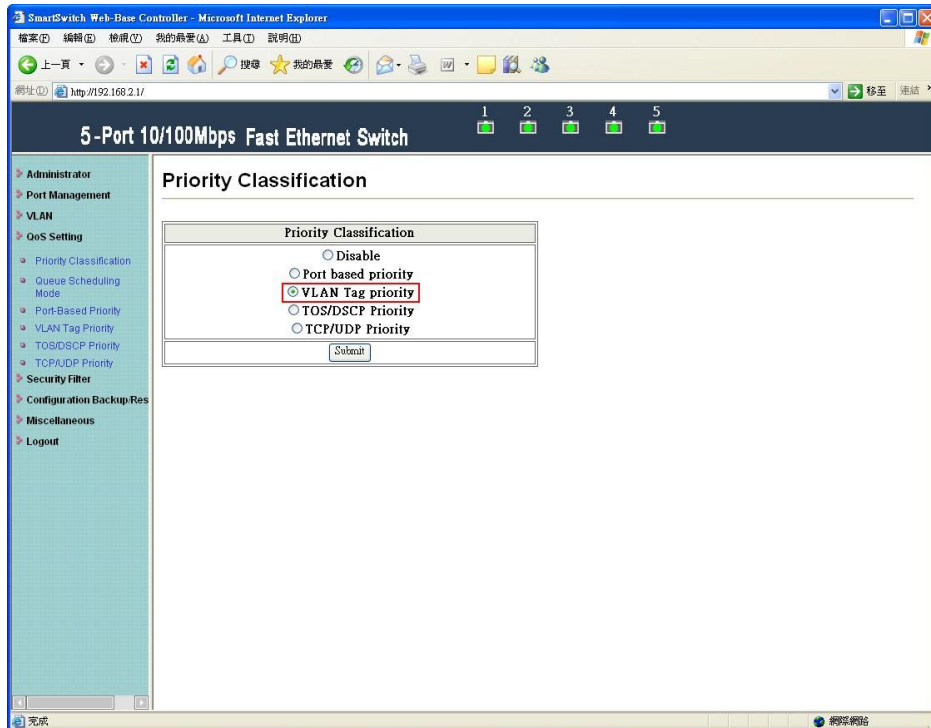 SmartSwitch Web-Base Controller - Microsoft Internet Explorer
檔案(F) 編輯(E) 檢視(V) 我的最愛(A) 工具(T) 說明(H)
上一頁 搜尋 我的最愛
網址(D) http://192.168.2.1/ 移至 連結
5-Port 10/100Mbps Fast Ethernet Switch
1 2 3 4 5
Administrator
Port Management
VLAN
QoS Setting
Priority Classification
Queue Scheduling
Mode
Port-Based Priority
VLAN Tag Priority
TOS/DSCP Priority
TCP/UDP Priority
Security Filter
Configuration Backup/Res
Miscellaneous
Logout
Priority Classification
Priority Classification
Disable
Port based priority
VLAN Tag priority
TOS/DSCP Priority
TCP/UDP Priority
Submit
完成 網際網路